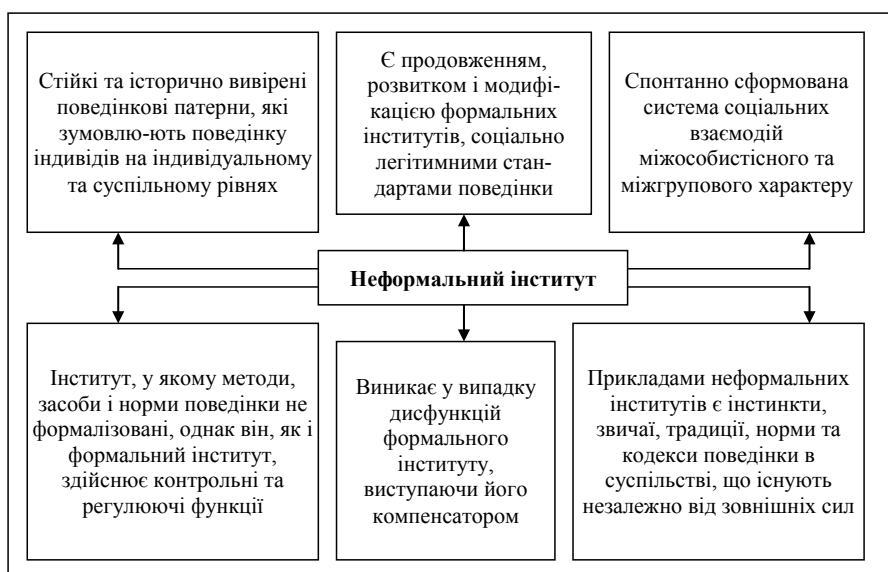 Стійкі та історично вивірені
поведінкові патерни, які
зумовлю-ють поведінку
індивідів на індивідуальному
та суспільному рівнях
Є продовженням,
розвитком і модифі-
кацією формальних
інститутів, соціально
легітимними стан-
дартами поведінки
Спонтанно сформована
система соціальних
взаємодій
міжособистісного та
міжгрупового характеру
Неформальний інститут
Інститут, у якому методи,
засоби і норми поведінки не
формалізовані, однак він, як і
формальний інститут,
здійснює контрольні та
регулюючі функції
Виникає у випадку
дисфункцій
формального
інституту,
виступаючи його
компенсатором
Прикладами неформальних
інститутів є інстинкти,
звичаї, традиції, норми та
кодекси поведінки в
суспільстві, що існують
незалежно від зовнішніх сил